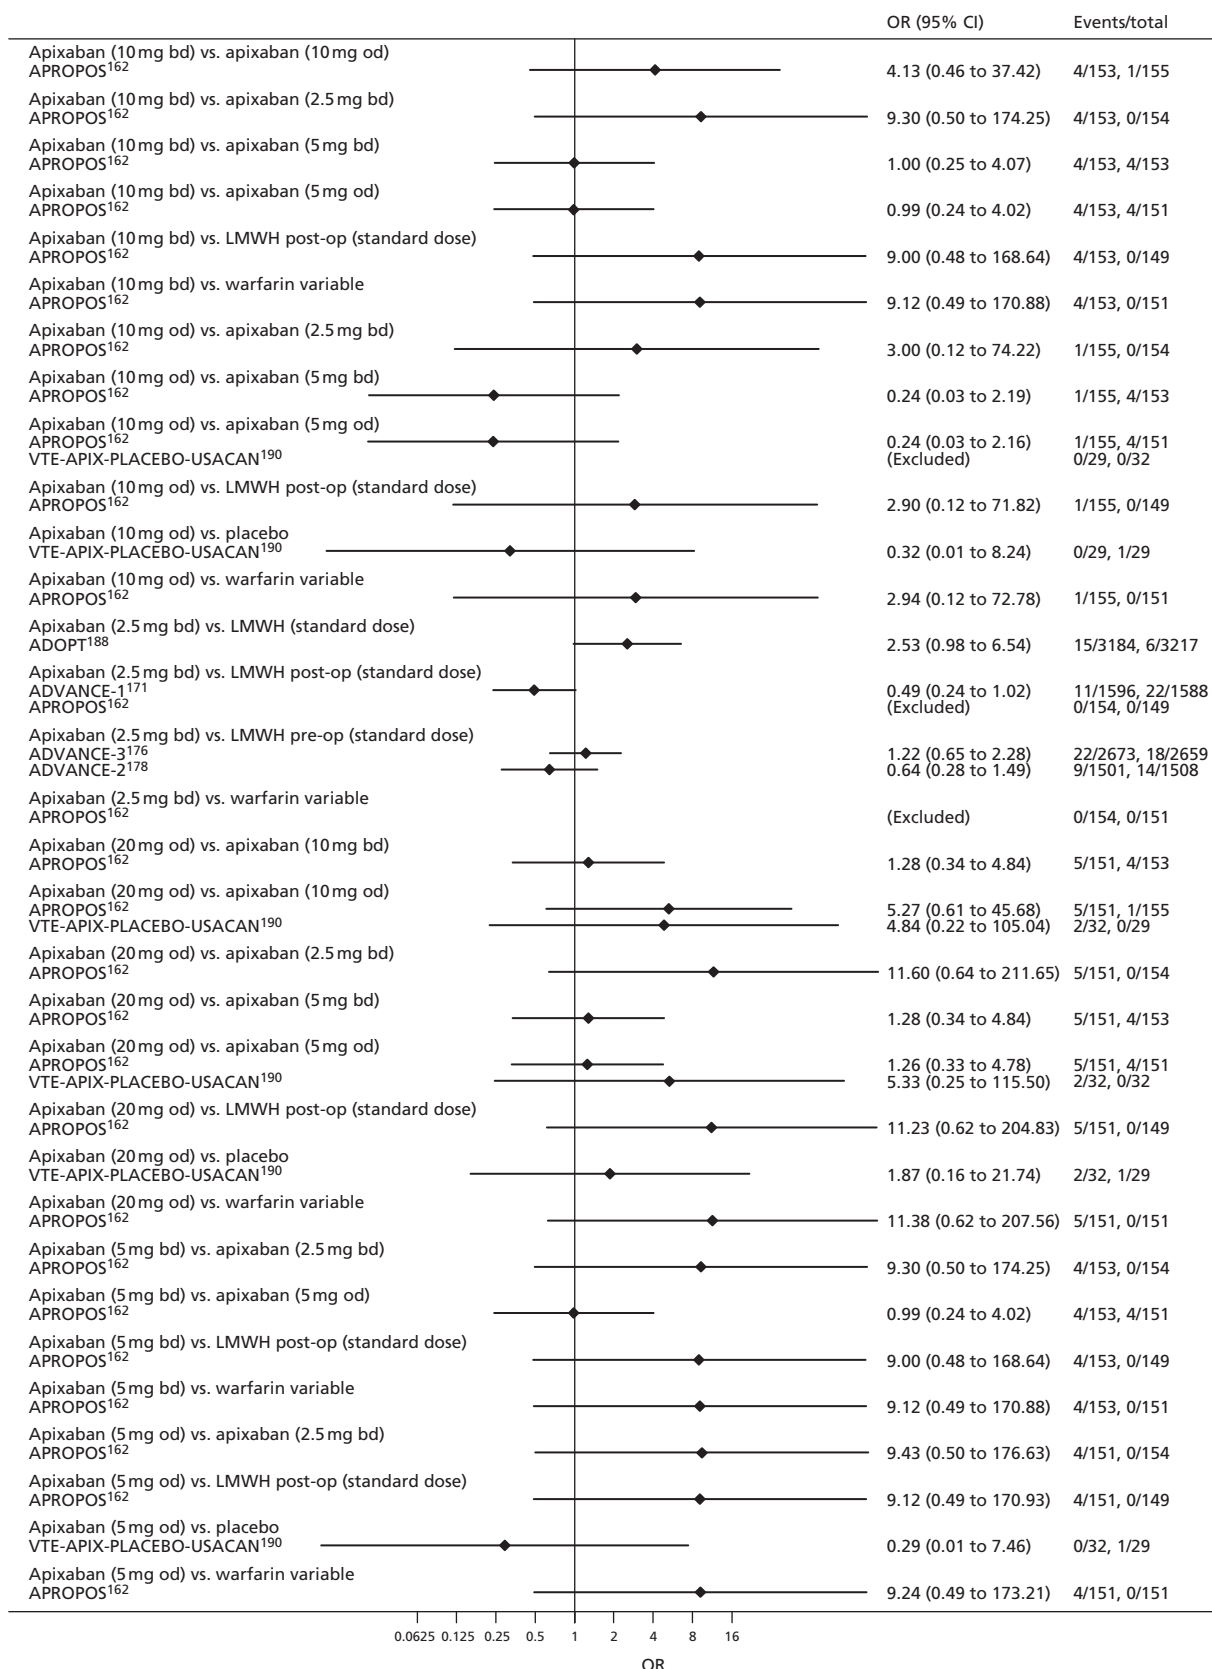 OR (95% CI) Events/total
Apixaban (10 mg bd) vs. apixaban (10 mg od)
APROPOS162 4.13 (0.46 to 37.42) 4/153, 1/155
Apixaban (10 mg bd) vs. apixaban (2.5 mg bd)
APROPOS162 9.30 (0.50 to 174.25) 4/153, 0/154
Apixaban (10 mg bd) vs. apixaban (5 mg bd)
APROPOS162 1.00 (0.25 to 4.07) 4/153, 4/153
Apixaban (10 mg bd) vs. apixaban (5 mg od)
APROPOS162 0.99 (0.24 to 4.02) 4/153, 4/151
Apixaban (10 mg bd) vs. LMWH post-op (standard dose)
APROPOS162 9.00 (0.48 to 168.64) 4/153, 0/149
Apixaban (10 mg bd) vs. warfarin variable
APROPOS162 9.12 (0.49 to 170.88) 4/153, 0/151
Apixaban (10 mg od) vs. apixaban (2.5 mg bd)
APROPOS162 3.00 (0.12 to 74.22) 1/155, 0/154
Apixaban (10 mg od) vs. apixaban (5 mg bd)
APROPOS162 0.24 (0.03 to 2.19) 1/155, 4/153
Apixaban (10 mg od) vs. apixaban (5 mg od)
APROPOS162 0.24 (0.03 to 2.16) 1/155, 4/151
VTE-APIX-PLACEBO-USACAN190 (Excluded) 0/29, 0/32
Apixaban (10 mg od) vs. LMWH post-op (standard dose)
APROPOS162 2.90 (0.12 to 71.82) 1/155, 0/149
Apixaban (10 mg od) vs. placebo
VTE-APIX-PLACEBO-USACAN190 0.32 (0.01 to 8.24) 0/29, 1/29
Apixaban (10 mg od) vs. warfarin variable
APROPOS162 2.94 (0.12 to 72.78) 1/155, 0/151
Apixaban (2.5 mg bd) vs. LMWH (standard dose)
ADOPT188 2.53 (0.98 to 6.54) 15/3184, 6/3217
Apixaban (2.5 mg bd) vs. LMWH post-op (standard dose)
ADVANCE-1171 0.49 (0.24 to 1.02) 11/1596, 22/1588
APROPOS162 (Excluded) 0/154, 0/149
Apixaban (2.5 mg bd) vs. LMWH pre-op (standard dose)
ADVANCE-3176 1.22 (0.65 to 2.28) 22/2673, 18/2659
ADVANCE-2178 0.64 (0.28 to 1.49) 9/1501, 14/1508
Apixaban (2.5 mg bd) vs. warfarin variable
APROPOS162 (Excluded) 0/154, 0/151
Apixaban (20 mg od) vs. apixaban (10 mg bd)
APROPOS162 1.28 (0.34 to 4.84) 5/151, 4/153
Apixaban (20 mg od) vs. apixaban (10 mg od)
APROPOS162 5.27 (0.61 to 45.68) 5/151, 1/155
VTE-APIX-PLACEBO-USACAN190 4.84 (0.22 to 105.04) 2/32, 0/29
Apixaban (20 mg od) vs. apixaban (2.5 mg bd)
APROPOS162 11.60 (0.64 to 211.65) 5/151, 0/154
Apixaban (20 mg od) vs. apixaban (5 mg bd)
APROPOS162 1.28 (0.34 to 4.84) 5/151, 4/153
Apixaban (20 mg od) vs. apixaban (5 mg od)
APROPOS162 1.26 (0.33 to 4.78) 5/151, 4/151
VTE-APIX-PLACEBO-USACAN190 5.33 (0.25 to 115.50) 2/32, 0/32
Apixaban (20 mg od) vs. LMWH post-op (standard dose)
APROPOS162 11.23 (0.62 to 204.83) 5/151, 0/149
Apixaban (20 mg od) vs. placebo
VTE-APIX-PLACEBO-USACAN190 1.87 (0.16 to 21.74) 2/32, 1/29
Apixaban (20 mg od) vs. warfarin variable
APROPOS162 11.38 (0.62 to 207.56) 5/151, 0/151
Apixaban (5 mg bd) vs. apixaban (2.5 mg bd)
APROPOS162 9.30 (0.50 to 174.25) 4/153, 0/154
Apixaban (5 mg bd) vs. apixaban (5 mg od)
APROPOS162 0.99 (0.24 to 4.02) 4/153, 4/151
Apixaban (5 mg bd) vs. LMWH post-op (standard dose)
APROPOS162 9.00 (0.48 to 168.64) 4/153, 0/149
Apixaban (5 mg bd) vs. warfarin variable
APROPOS162 9.12 (0.49 to 170.88) 4/153, 0/151
Apixaban (5 mg od) vs. apixaban (2.5 mg bd)
APROPOS162 9.43 (0.50 to 176.63) 4/151, 0/154
Apixaban (5 mg od) vs. LMWH post-op (standard dose)
APROPOS162 9.12 (0.49 to 170.93) 4/151, 0/149
Apixaban (5 mg od) vs. placebo
VTE-APIX-PLACEBO-USACAN190 0.29 (0.01 to 7.46) 0/32, 1/29
Apixaban (5 mg od) vs. warfarin variable
APROPOS162 9.24 (0.49 to 173.21) 4/151, 0/151
0.0625 0.125 0.25 0.5 1 2 4 8 16
OR